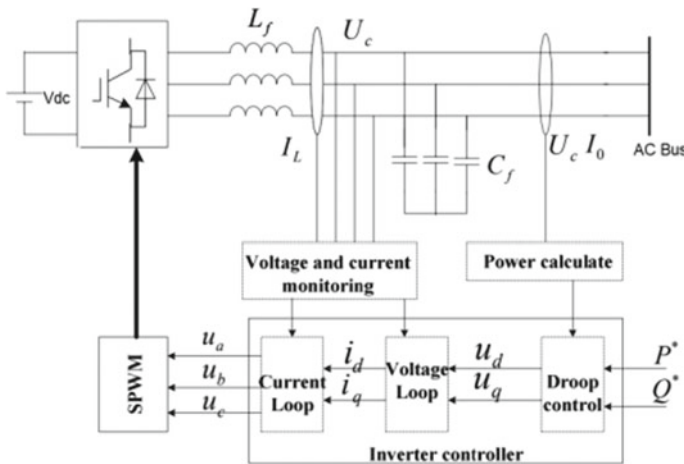 L_f
U_c
Vdc
I_L
C_f
U_c I_0
AC Bus
Voltage and current
monitoring
Power calculate
SPWM
u_a
u_b
u_c
Current
Loop
i_d
i_q
Voltage
Loop
u_d
u_q
Droop
control
P*
Q*
Inverter controller